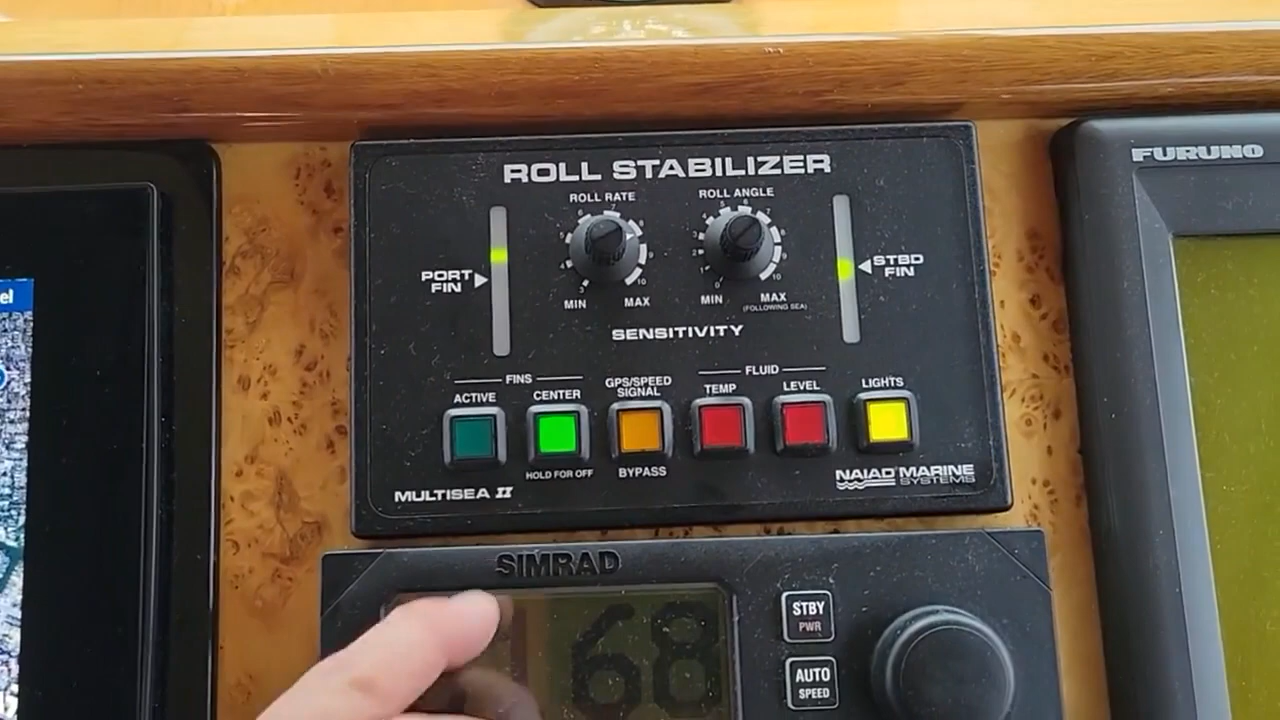 ROLL STABILIZER
ROLL RATE
ROLL ANGLE
PORT FIN
STBD FIN
MIN
MAX
MIN
MAX
(FOLLOWING SEA)
SENSITIVITY
FINS
FLUID
ACTIVE
CENTER
GPS/SPEED
SIGNAL
TEMP
LEVEL
LIGHTS
HOLD FOR OFF
BYPASS
MULTISEA II
NAIAD MARINE
SYSTEMS
FURUNO
el
SIMRAD
68
STBY
PWR
AUTO
SPEED